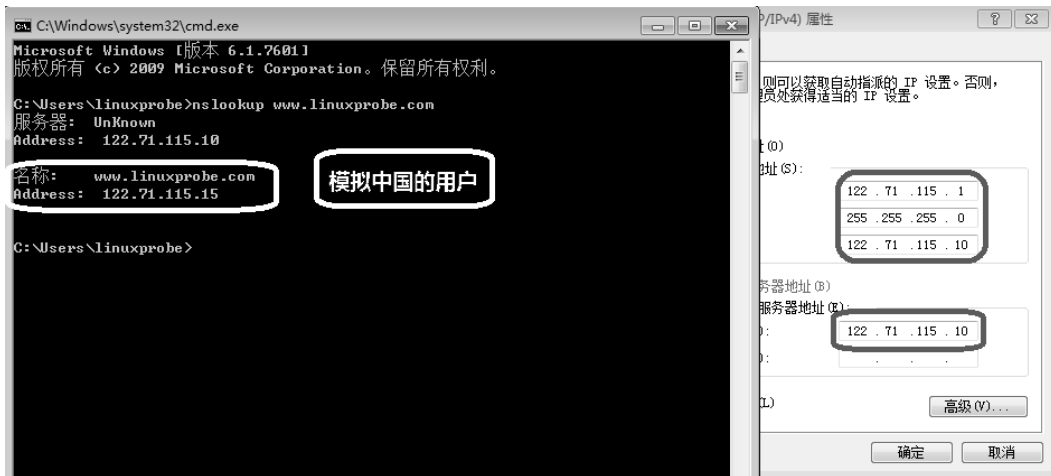 C:\Windows\system32\cmd.exe
Microsoft Windows [版本 6.1.7601]
版权所有 (c) 2009 Microsoft Corporation。保留所有权利。
C:\Users\linuxprobe>nslookup www.linuxprobe.com
服务器: UnKnown
Address: 122.71.115.10
名称: www.linuxprobe.com
Address: 122.71.115.15
模拟中国的用户
C:\Users\linuxprobe>
P/IPv4) 属性
则可以获取自动指派的 IP 设置。否则,
员处获得适当的 IP 设置。
址(O)
地址(S):
122 . 71 .115 . 1
255 .255 .255 . 0
122 . 71 .115 . 10
务器地址(B)
服务器地址(E):
122 . 71 .115 . 10
. . .
(L)
高级(V)...
确定 取消